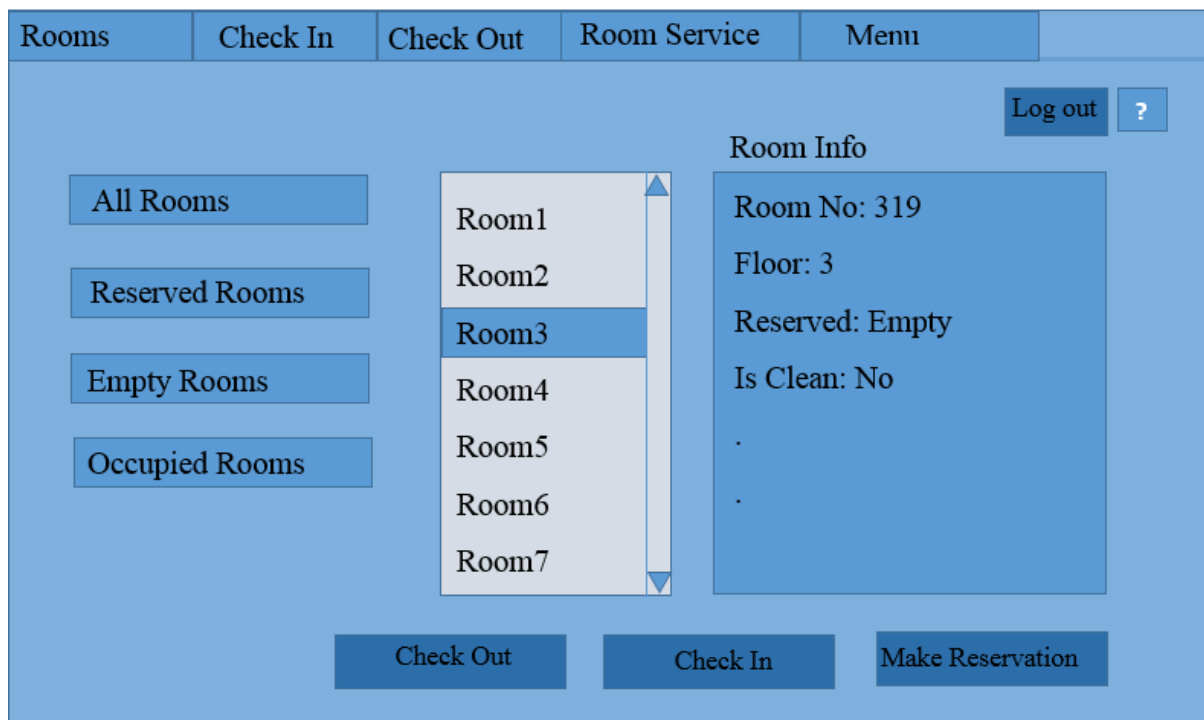 Rooms Check In Check Out Room Service Menu
Log out ?
Room Info
All Rooms
Reserved Rooms
Empty Rooms
Occupied Rooms
Room1
Room2
Room3
Room4
Room5
Room6
Room7
Room No: 319
Floor: 3
Reserved: Empty
Is Clean: No
.
.
Check Out Check In Make Reservation